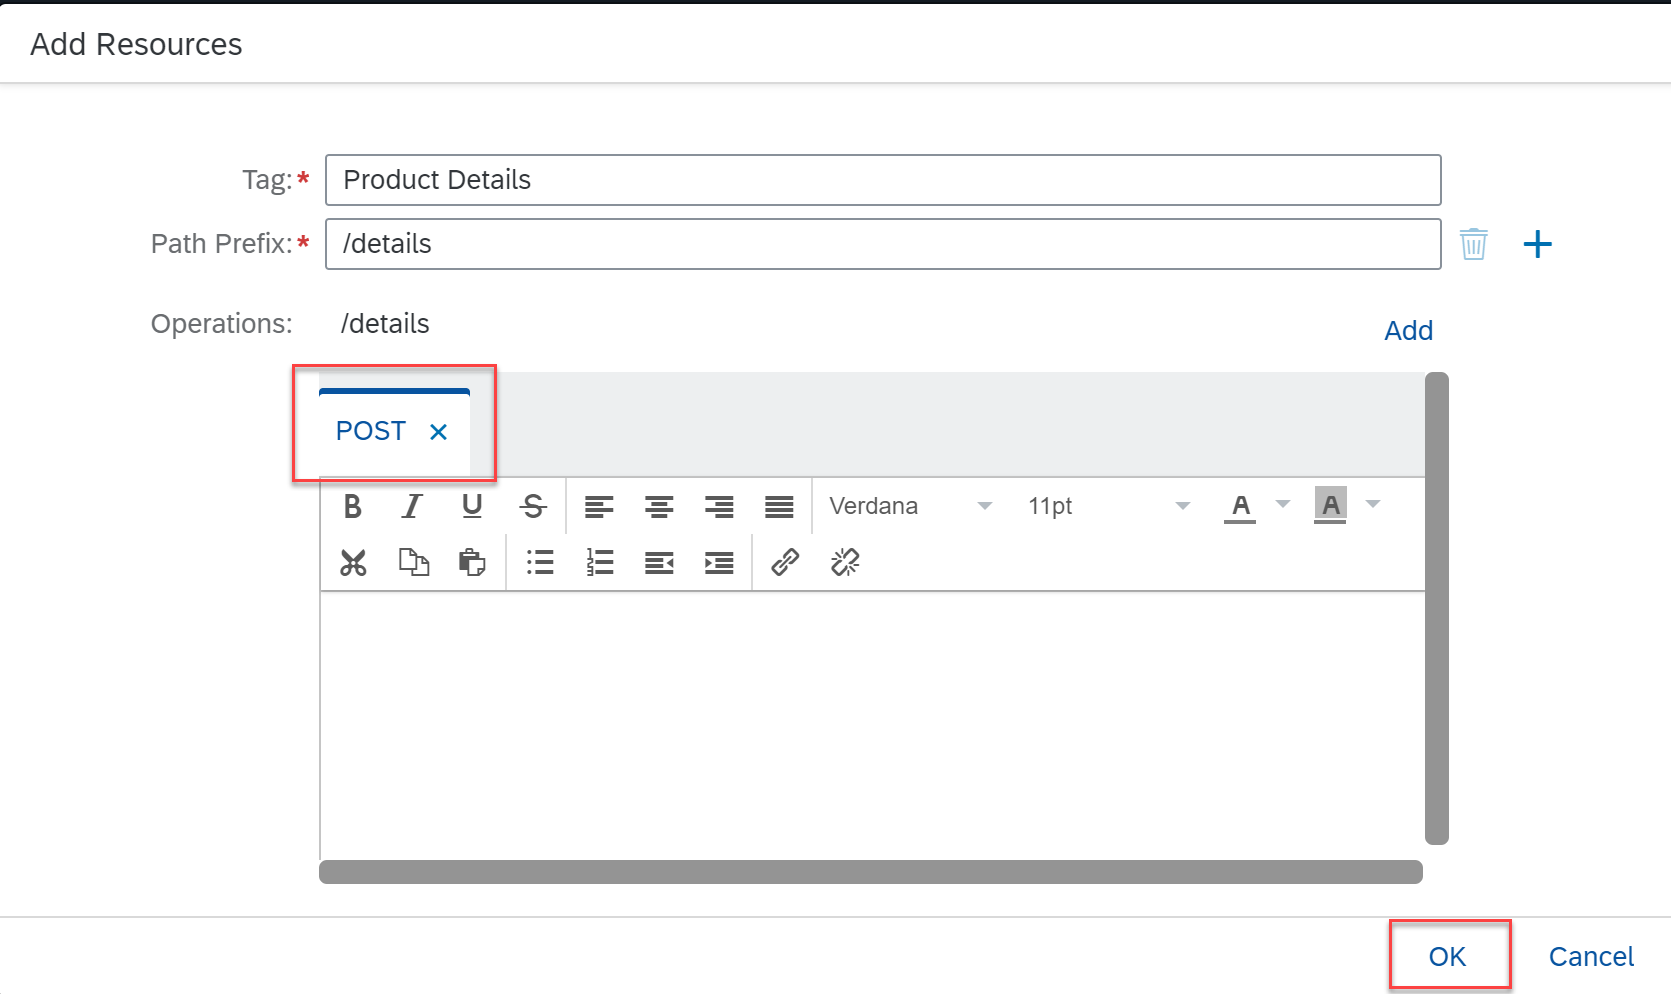 Add Resources
Tag:* Product Details
Path Prefix:* /details
Operations: /details
Add
POST
B I U S Verdana 11pt A A
OK Cancel